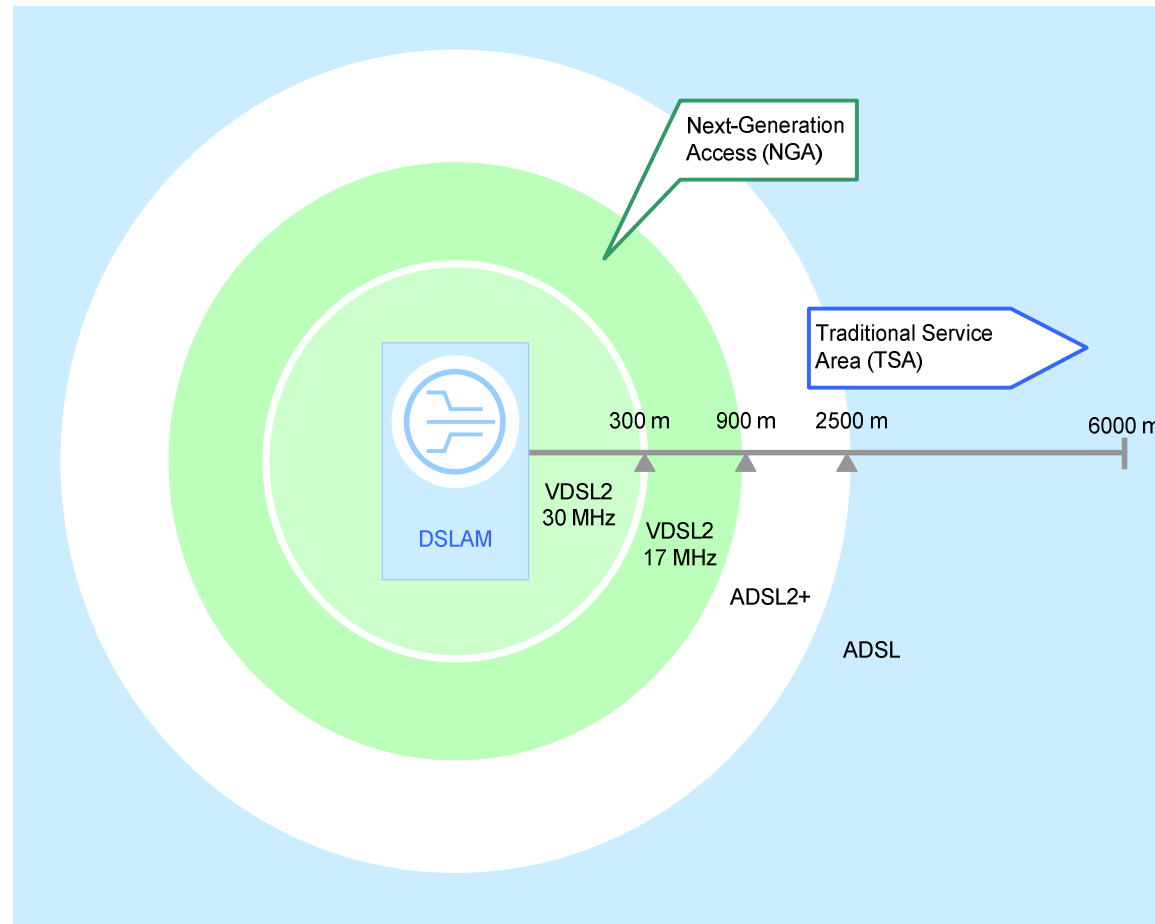 Next-Generation
Access (NGA)
Traditional Service
Area (TSA)
300 m
900 m
2500 m
6000 m
VDSL2
30 MHz
DSLAM
VDSL2
17 MHz
ADSL2+
ADSL